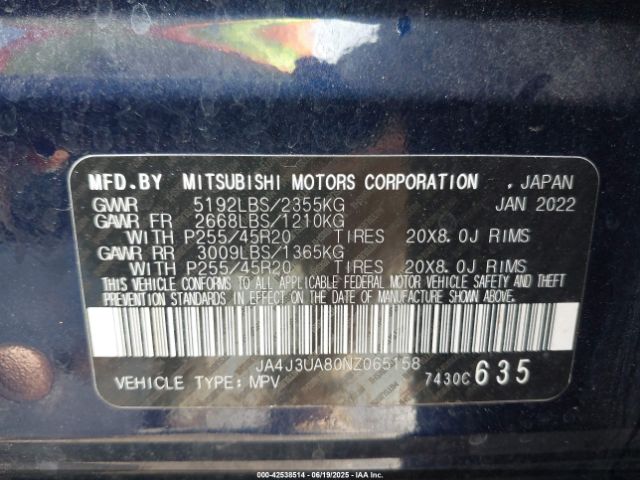 MFD.BY MITSUBISHI MOTORS CORPORATION , JAPAN
GVWR 5192LBS/2355KG JAN 2022
GAWR FR 2668LBS/1210KG
WITH P255/45R20 TIRES 20X8.0J RIMS
GAWR RR 3009LBS/1365KG
WITH P255/45R20 TIRES 20X8.0J RIMS
THIS VEHICLE CONFORMS TO ALL APPLICABLE FEDERAL MOTOR VEHICLE SAFETY AND THEFT
PREVENTION STANDARDS IN EFFECT ON THE DATE OF MANUFACTURE SHOWN ABOVE.
JA4J3UA80NZ065158
VEHICLE TYPE: MPV 7430C 635
000-42538514 - 06/19/2025 - IAA Inc.